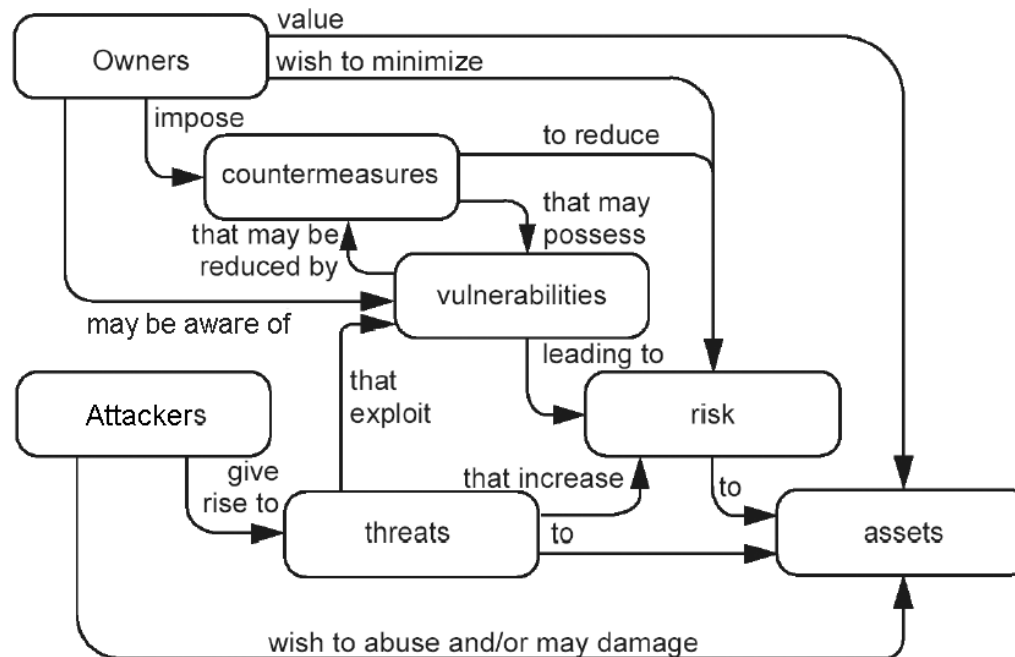 value
Owners
wish to minimize
impose
to reduce
countermeasures
that may
possess
that may be
reduced by
vulnerabilities
may be aware of
leading to
that
exploit
Attackers
risk
give
rise to
that increase
to
threats
to
assets
wish to abuse and/or may damage